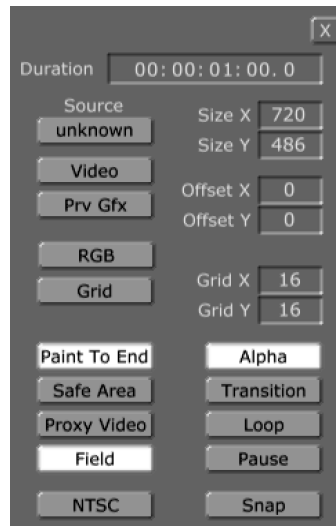 X
Duration 00:00:01:00.0
Source
unknown
Size X 720
Size Y 486
Video
Prv Gfx
Offset X 0
Offset Y 0
RGB
Grid
Grid X 16
Grid Y 16
Paint To End Alpha
Safe Area Transition
Proxy Video Loop
Field Pause
NTSC Snap